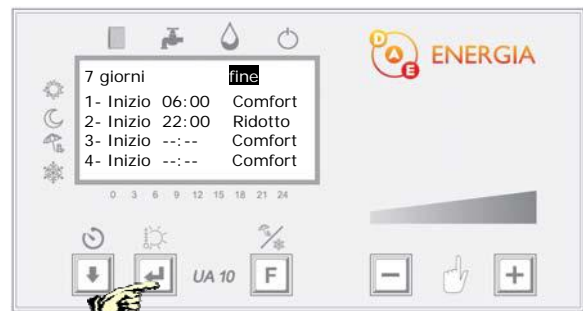 ENERGIA
7 giorni fine
1- Inizio 06:00 Comfort
2- Inizio 22:00 Ridotto
3- Inizio --:-- Comfort
4- Inizio --:-- Comfort
0 3 6 9 12 15 18 21 24
UA 10 F
- +